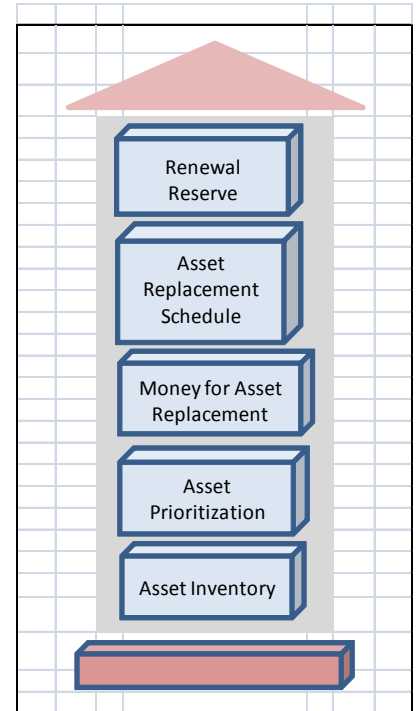 Renewal
Reserve
Asset
Replacement
Schedule
Money for Asset
Replacement
Asset
Prioritization
Asset Inventory